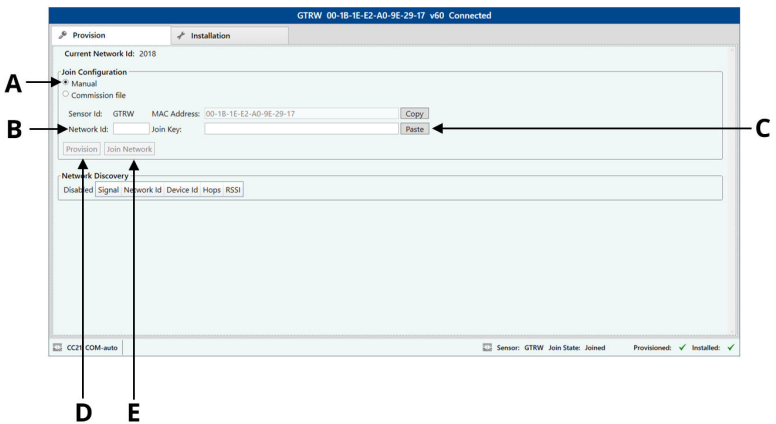 GTRW 00-1B-1E-E2-A0-9E-29-17 v60 Connected
Provision Installation
Current Network Id: 2018
Join Configuration
A Manual
Commission file
Sensor Id: GTRW MAC Address: 00-1B-1E-E2-A0-9E-29-17 Copy
B Network Id: Join Key: Paste C
Provision Join Network
Network Discovery
Disabled Signal Network Id Device Id Hops RSSI
COM-auto Sensor: GTRW Join State: Joined Provisioned: Installed:
D E